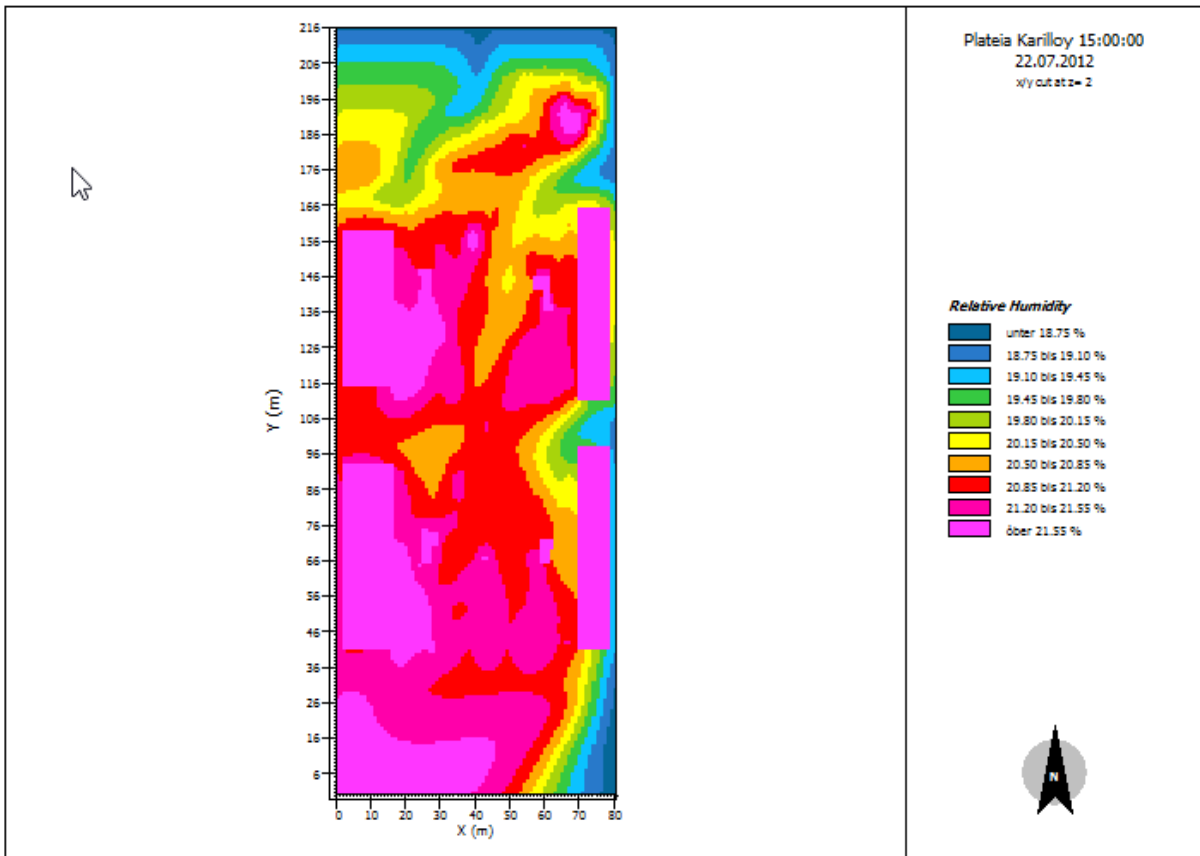 Plateia Karilloy 15:00:00
22.07.2012
x/y cut at z= 2
216
206
196
186
176
166
156
146
136
126
116
106
96
86
76
66
56
46
36
26
16
6
Y (m)
0 10 20 30 40 50 60 70 80
X (m)
Relative Humidity
unter 18.75 %
18.75 bis 19.10 %
19.10 bis 19.45 %
19.45 bis 19.80 %
19.80 bis 20.15 %
20.15 bis 20.50 %
20.50 bis 20.85 %
20.85 bis 21.20 %
21.20 bis 21.55 %
öber 21.55 %
N